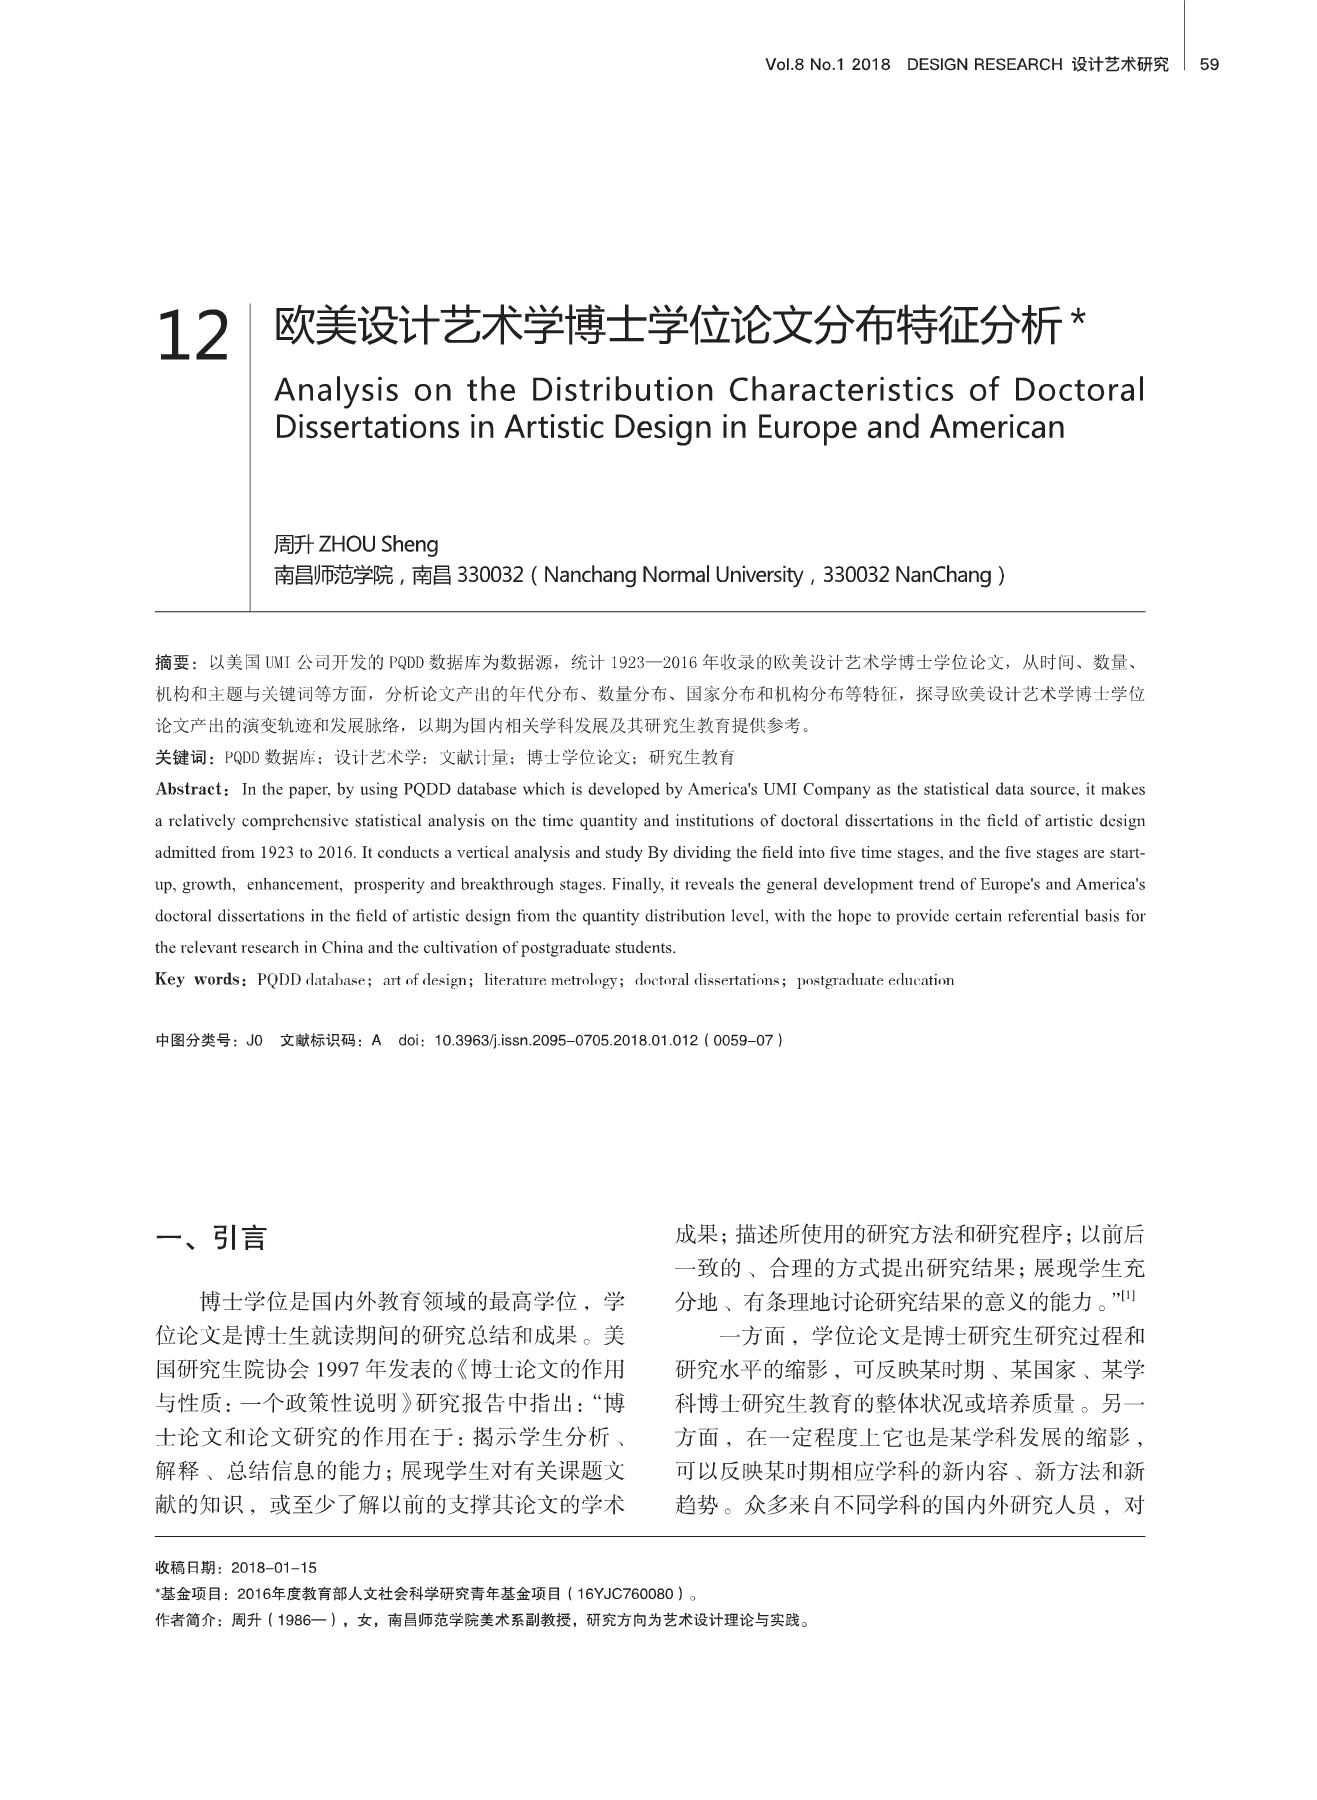 Vol.8 No.1 2018 DESIGN RESEARCH 设计艺术研究 59
12
欧美设计艺术学博士学位论文分布特征分析*
Analysis on the Distribution Characteristics of Doctoral
Dissertations in Artistic Design in Europe and American
周升 ZHOU Sheng
南昌师范学院，南昌 330032（Nanchang Normal University，330032 NanChang）
摘要：以美国 UMI 公司开发的 PQDD 数据库为数据源，统计 1923—2016 年收录的欧美设计艺术学博士学位论文，从时间、数量、
机构和主题与关键词等方面，分析论文产出的年代分布、数量分布、国家分布和机构分布等特征，探寻欧美设计艺术学博士学位
论文产出的演变轨迹和发展脉络，以期为国内相关学科发展及其研究生教育提供参考。
关键词：PQDD 数据库；设计艺术学；文献计量；博士学位论文；研究生教育
Abstract：In the paper, by using PQDD database which is developed by America's UMI Company as the statistical data source, it makes
a relatively comprehensive statistical analysis on the time quantity and institutions of doctoral dissertations in the field of artistic design
admitted from 1923 to 2016. It conducts a vertical analysis and study By dividing the field into five time stages, and the five stages are start-
up, growth, enhancement, prosperity and breakthrough stages. Finally, it reveals the general development trend of Europe's and America's
doctoral dissertations in the field of artistic design from the quantity distribution level, with the hope to provide certain referential basis for
the relevant research in China and the cultivation of postgraduate students.
Key words：PQDD database；art of design；literature metrology；doctoral dissertations；postgraduate education
中图分类号：J0 文献标识码：A doi：10.3963/j.issn.2095-0705.2018.01.012（0059-07）
一、引言
博士学位是国内外教育领域的最高学位，学
位论文是博士生就读期间的研究总结和成果。美
国研究生院协会 1997 年发表的《博士论文的作用
与性质：一个政策性说明》研究报告中指出：“博
士论文和论文研究的作用在于：揭示学生分析、
解释、总结信息的能力；展现学生对有关课题文
献的知识，或至少了解以前的支撑其论文的学术
成果；描述所使用的研究方法和研究程序；以前后
一致的、合理的方式提出研究结果；展现学生充
分地、有条理地讨论研究结果的意义的能力。”[1]
一方面，学位论文是博士研究生研究过程和
研究水平的缩影，可反映某时期、某国家、某学
科博士研究生教育的整体状况或培养质量。另一
方面，在一定程度上它也是某学科发展的缩影，
可以反映某时期相应学科的新内容、新方法和新
趋势。众多来自不同学科的国内外研究人员，对
收稿日期：2018-01-15
*基金项目：2016年度教育部人文社会科学研究青年基金项目（16YJC760080）。
作者简介：周升（1986—），女，南昌师范学院美术系副教授，研究方向为艺术设计理论与实践。